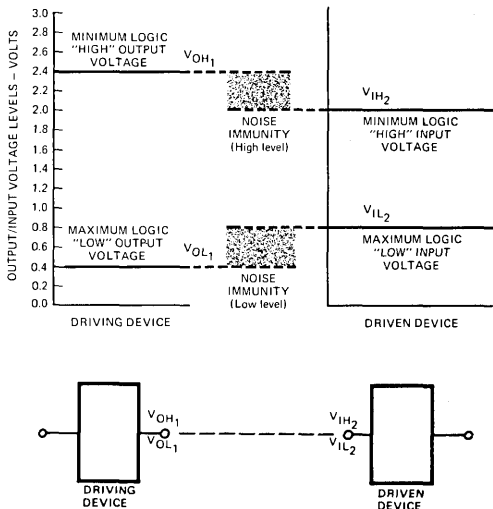 OUTPUT/INPUT VOLTAGE LEVELS – VOLTS
3.0
2.8
2.6
2.4
2.2
2.0
1.8
1.6
1.4
1.2
1.0
0.8
0.6
0.4
0.2
0.0
MINIMUM LOGIC
"HIGH" OUTPUT
VOLTAGE
VOH1
NOISE
IMMUNITY
(High level)
VIH2
MINIMUM LOGIC
"HIGH" INPUT
VOLTAGE
MAXIMUM LOGIC
"LOW" OUTPUT
VOLTAGE
VOL1
NOISE
IMMUNITY
(Low level)
VIL2
MAXIMUM LOGIC
"LOW" INPUT
VOLTAGE
DRIVING DEVICE
DRIVEN DEVICE
VOH1
VOL1
VIH2
VIL2
DRIVING
DEVICE
DRIVEN
DEVICE